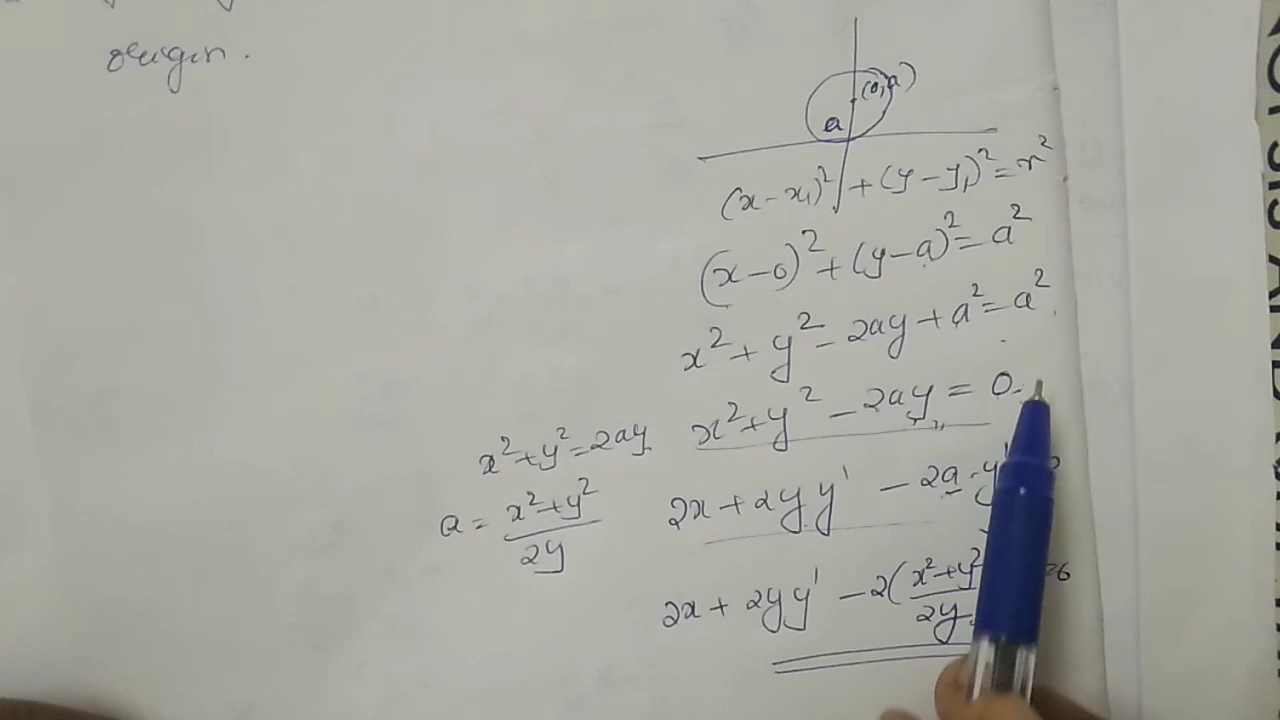 origin.
(0,a)
a
(x-x₁)²+(y-y₁)²=r²
(x-0)²+(y-a)²=a²
x²+y²-2ay+a²=a²
x²+y²-2ay=0
x²+y²=2ay
a=(x²+y²)/2y
2x+2yy'-2a.y'
2x+2yy'-2(x²+y²/2y